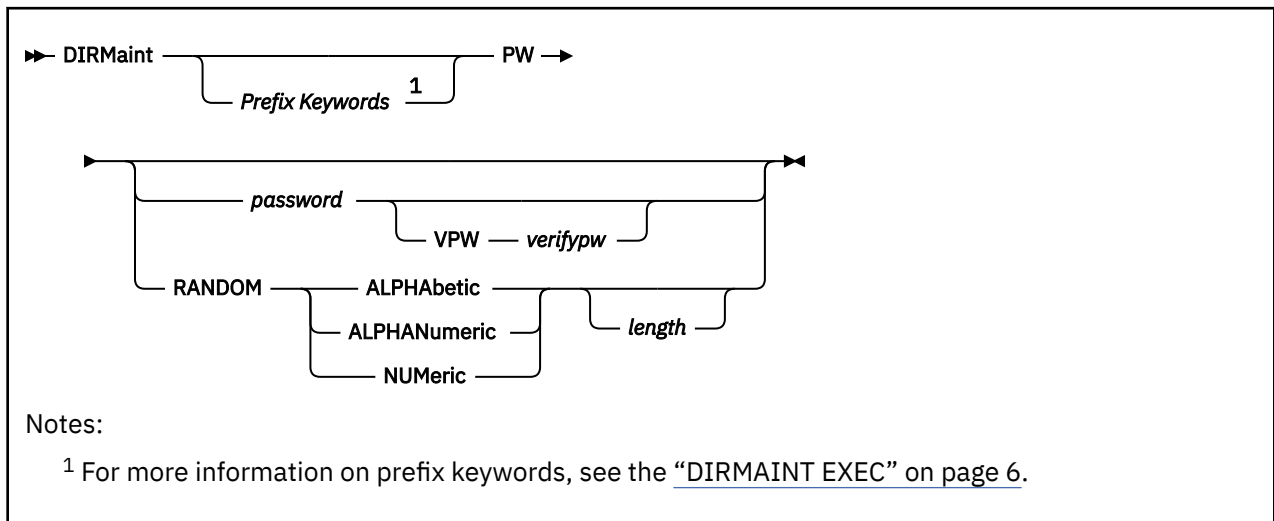 DIRMaint PW
Prefix Keywords 1
password
VPW verifypw
RANDOM ALPHAbetic
length
ALPHANumeric
NUMeric
Notes:
1 For more information on prefix keywords, see the “DIRMAINT EXEC” on page 6.